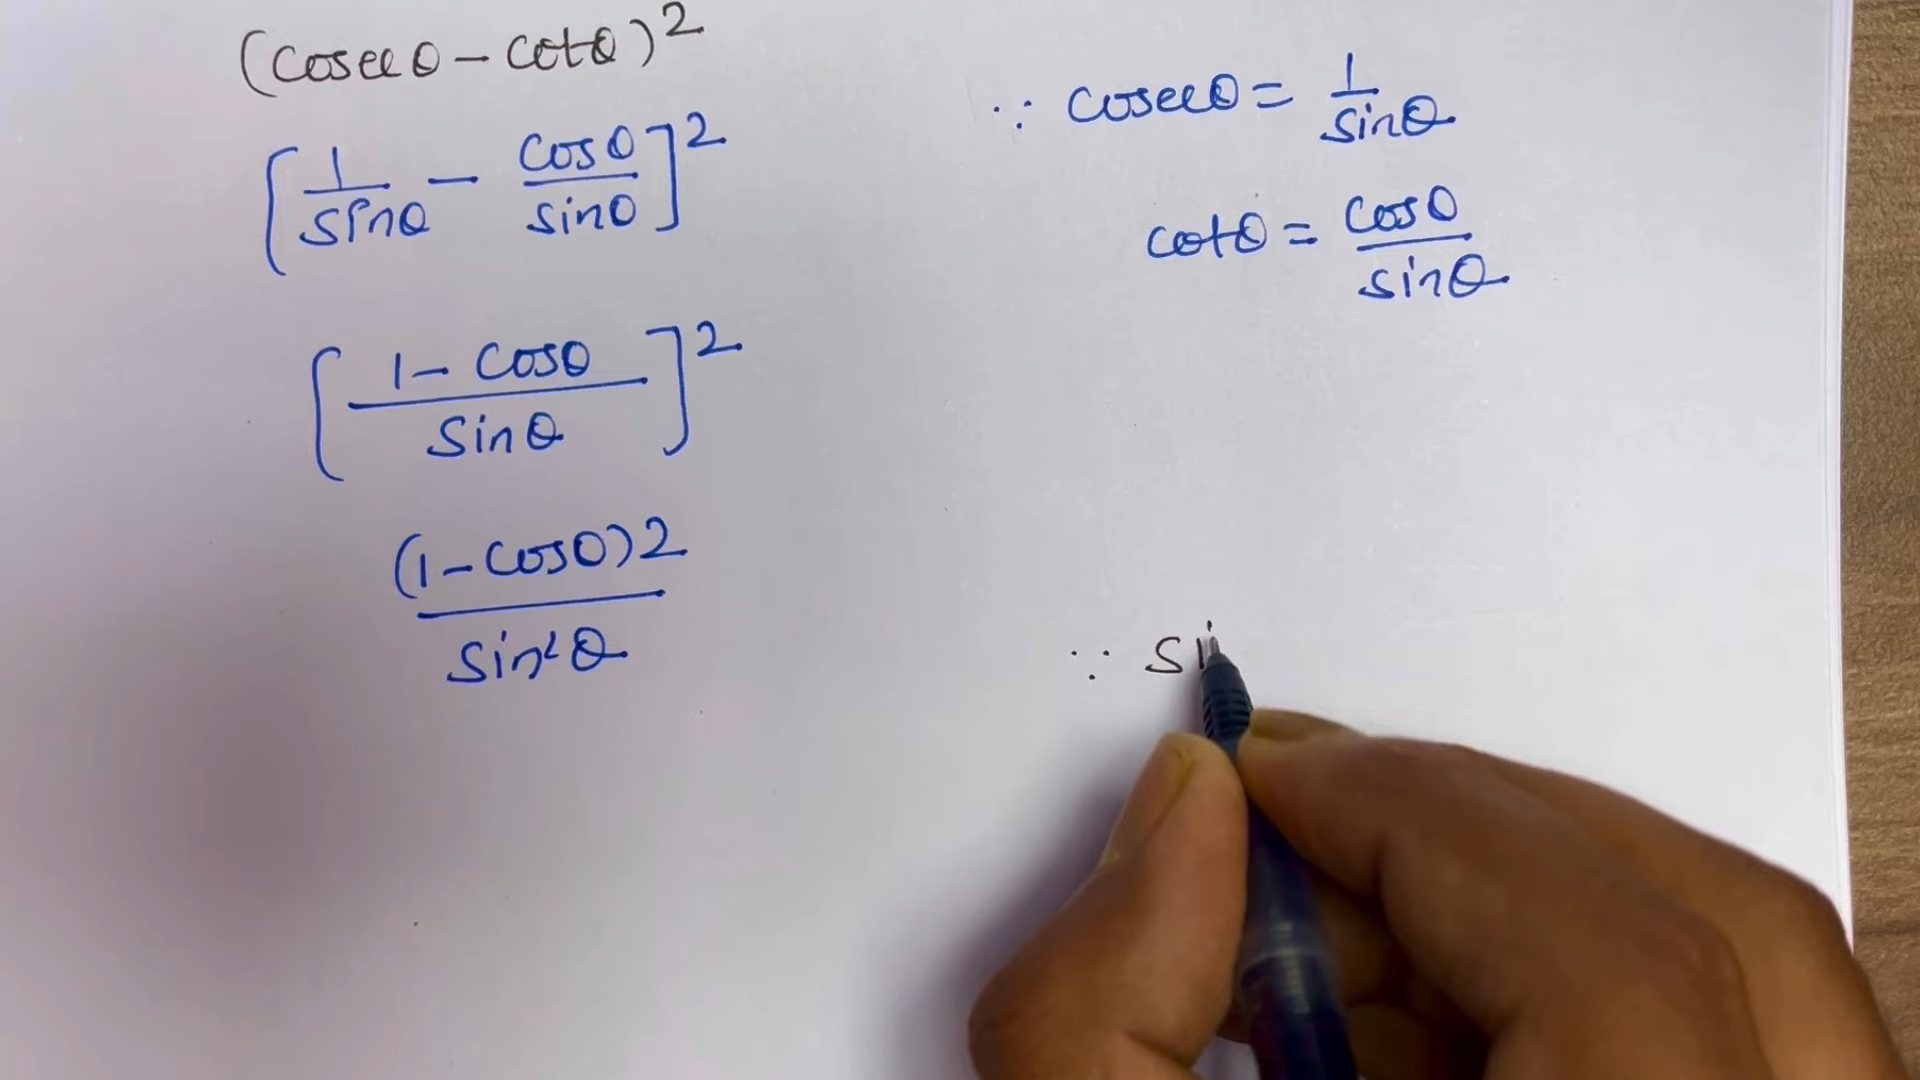 (cosecθ - cotθ)²
[1/sinθ - cosθ/sinθ]²
[1 - cosθ/sinθ]²
(1 - cosθ)2/sin²θ
∵ cosecθ = 1/sinθ
cotθ = cosθ/sinθ
∵ si